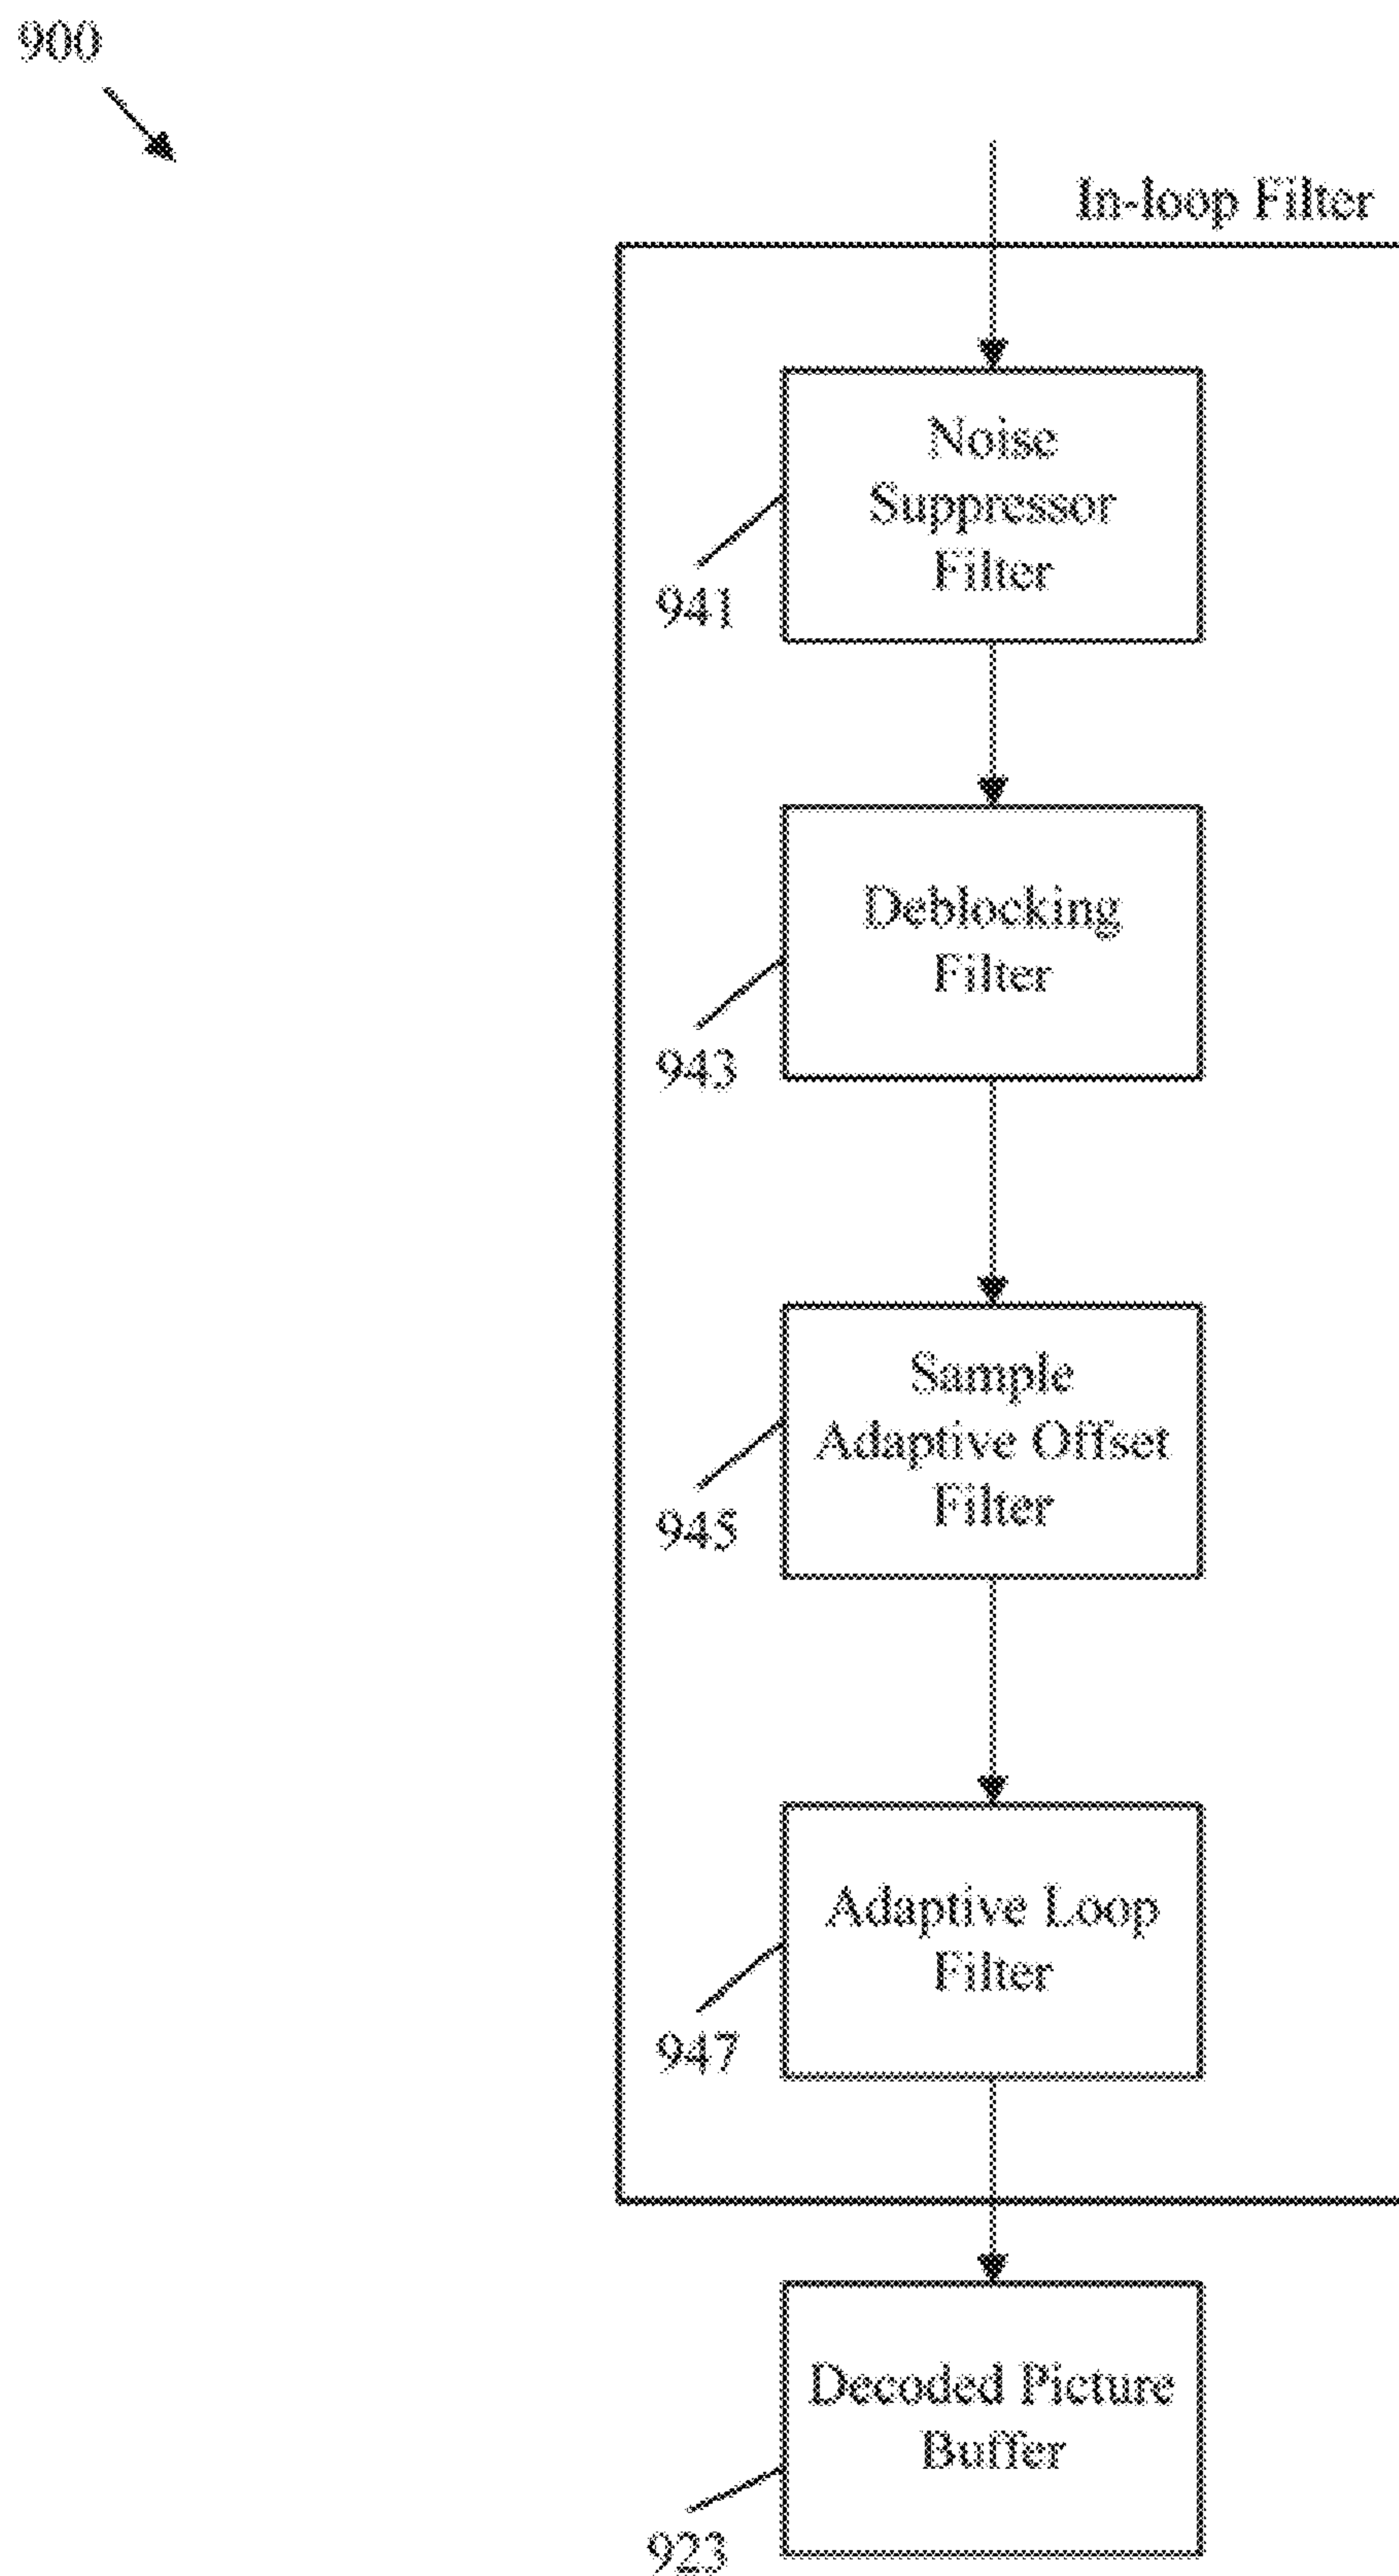 900
In-loop Filter
Noise
Suppressor
Filter
941
Deblocking
Filter
943
Sample
Adaptive Offset
Filter
945
Adaptive Loop
Filter
947
Decoded Picture
Buffer
923